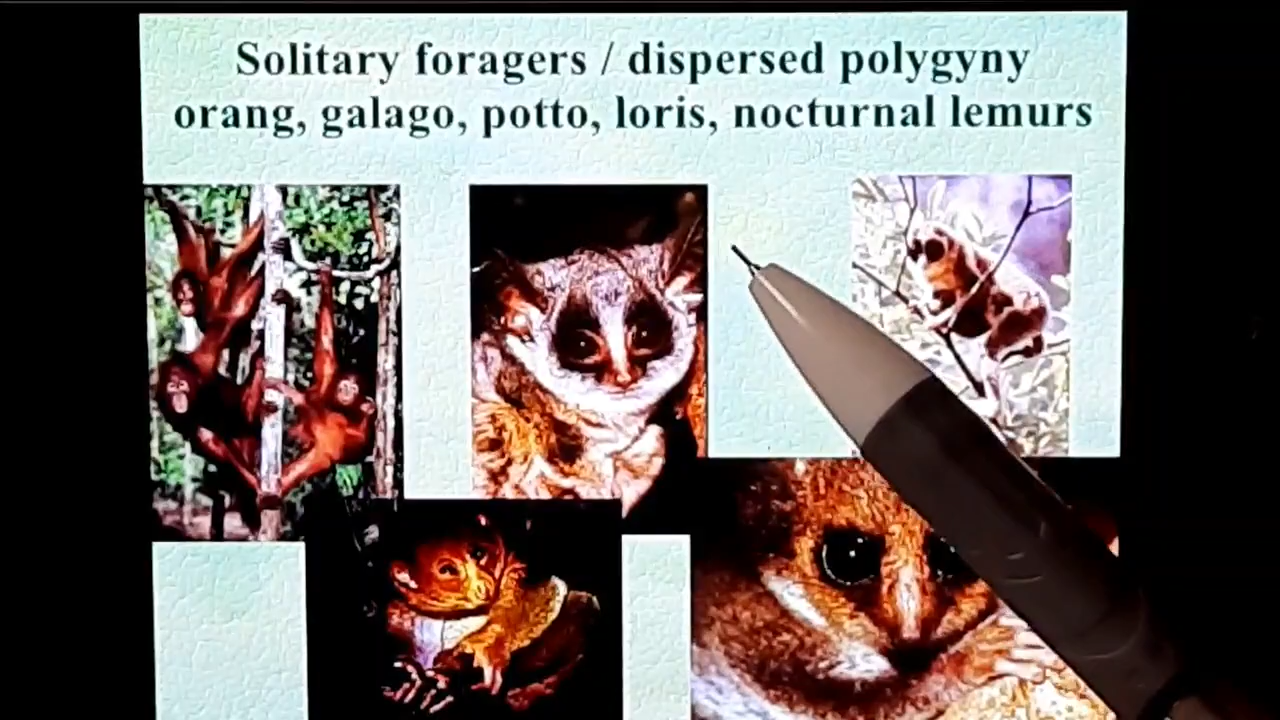 Solitary foragers / dispersed polygyny
orang, galago, potto, loris, nocturnal lemurs